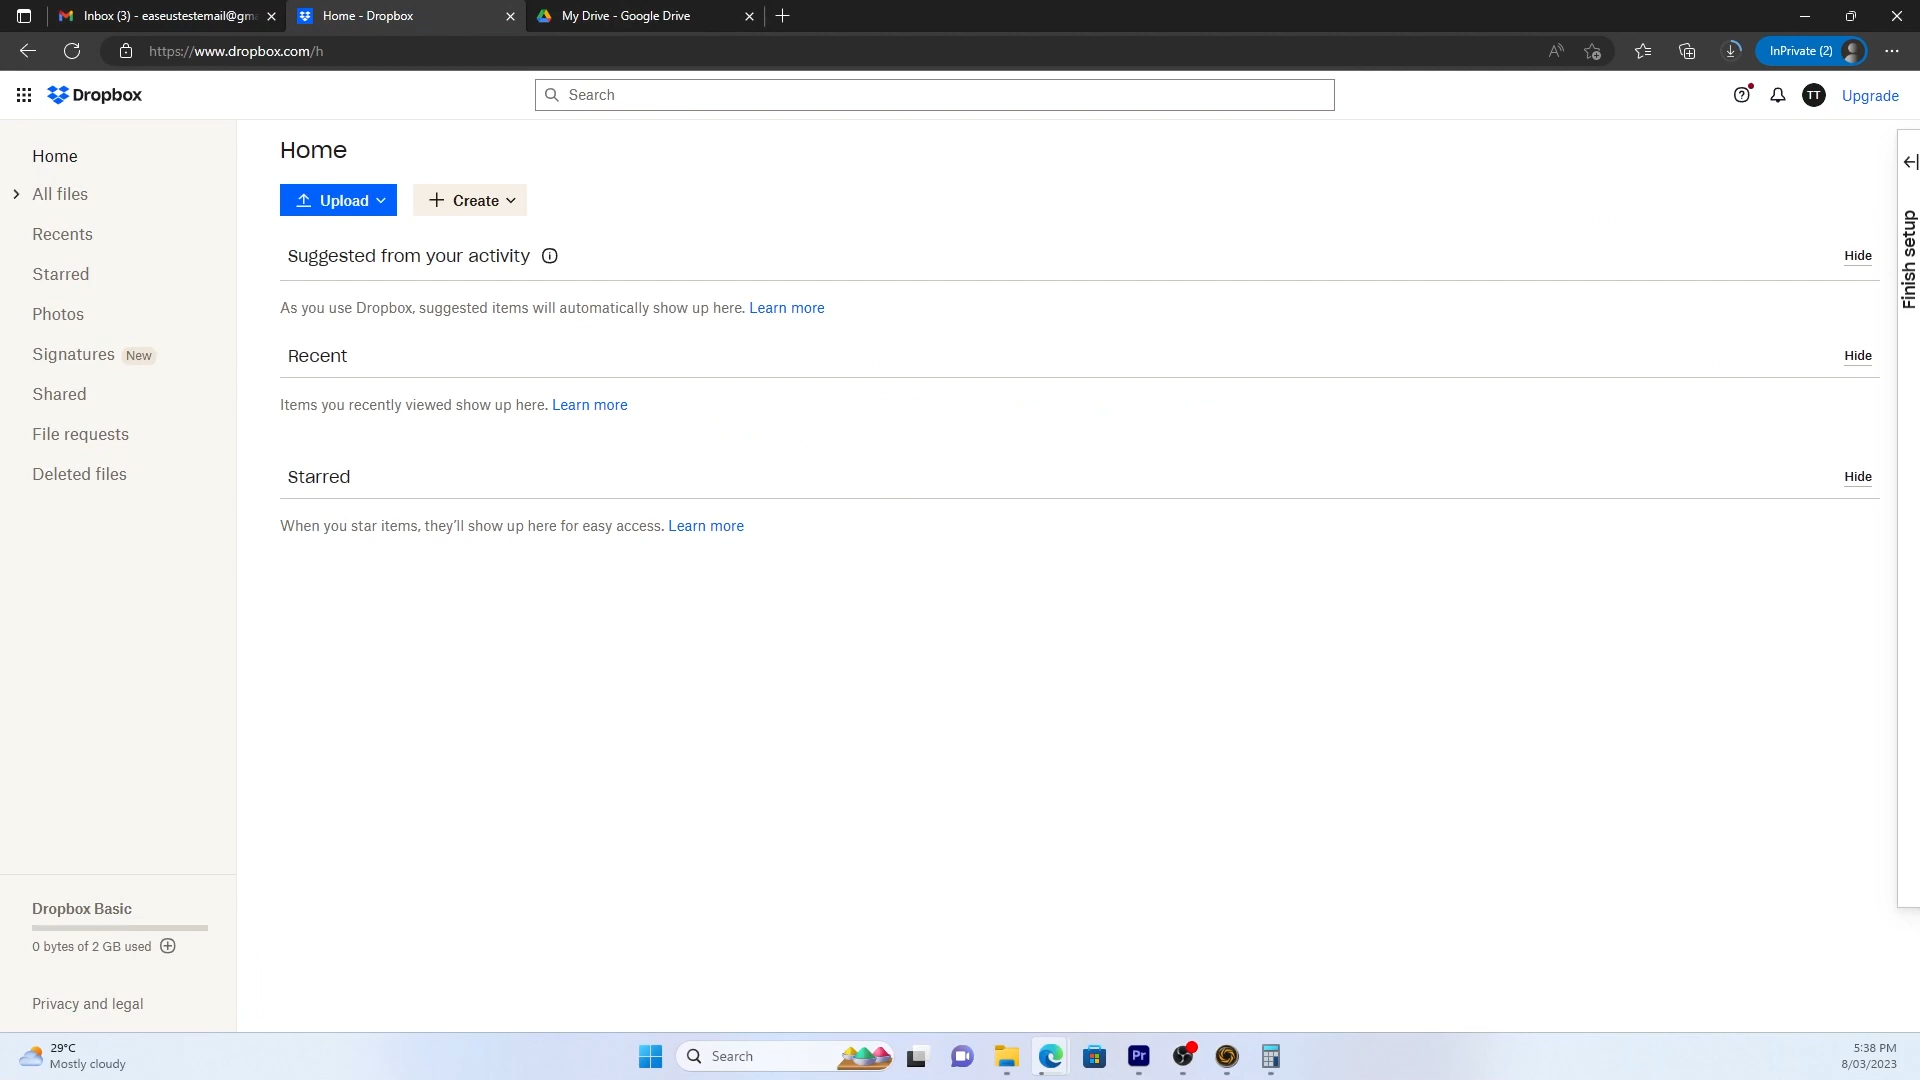 Inbox (3) - easeustestemail@gma
Home - Dropbox
My Drive - Google Drive
https://www.dropbox.com/h
InPrivate (2)
Dropbox
Search
TT
Upgrade
Home
All files
Recents
Starred
Photos
Signatures New
Shared
File requests
Deleted files
Dropbox Basic
0 bytes of 2 GB used
Privacy and legal
Home
Upload
Create
Suggested from your activity
Hide
As you use Dropbox, suggested items will automatically show up here. Learn more
Recent
Hide
Items you recently viewed show up here. Learn more
Starred
Hide
When you star items, they’ll show up here for easy access. Learn more
Finish setup
29°C
Mostly cloudy
Search
Pr
5:38 PM
8/03/2023